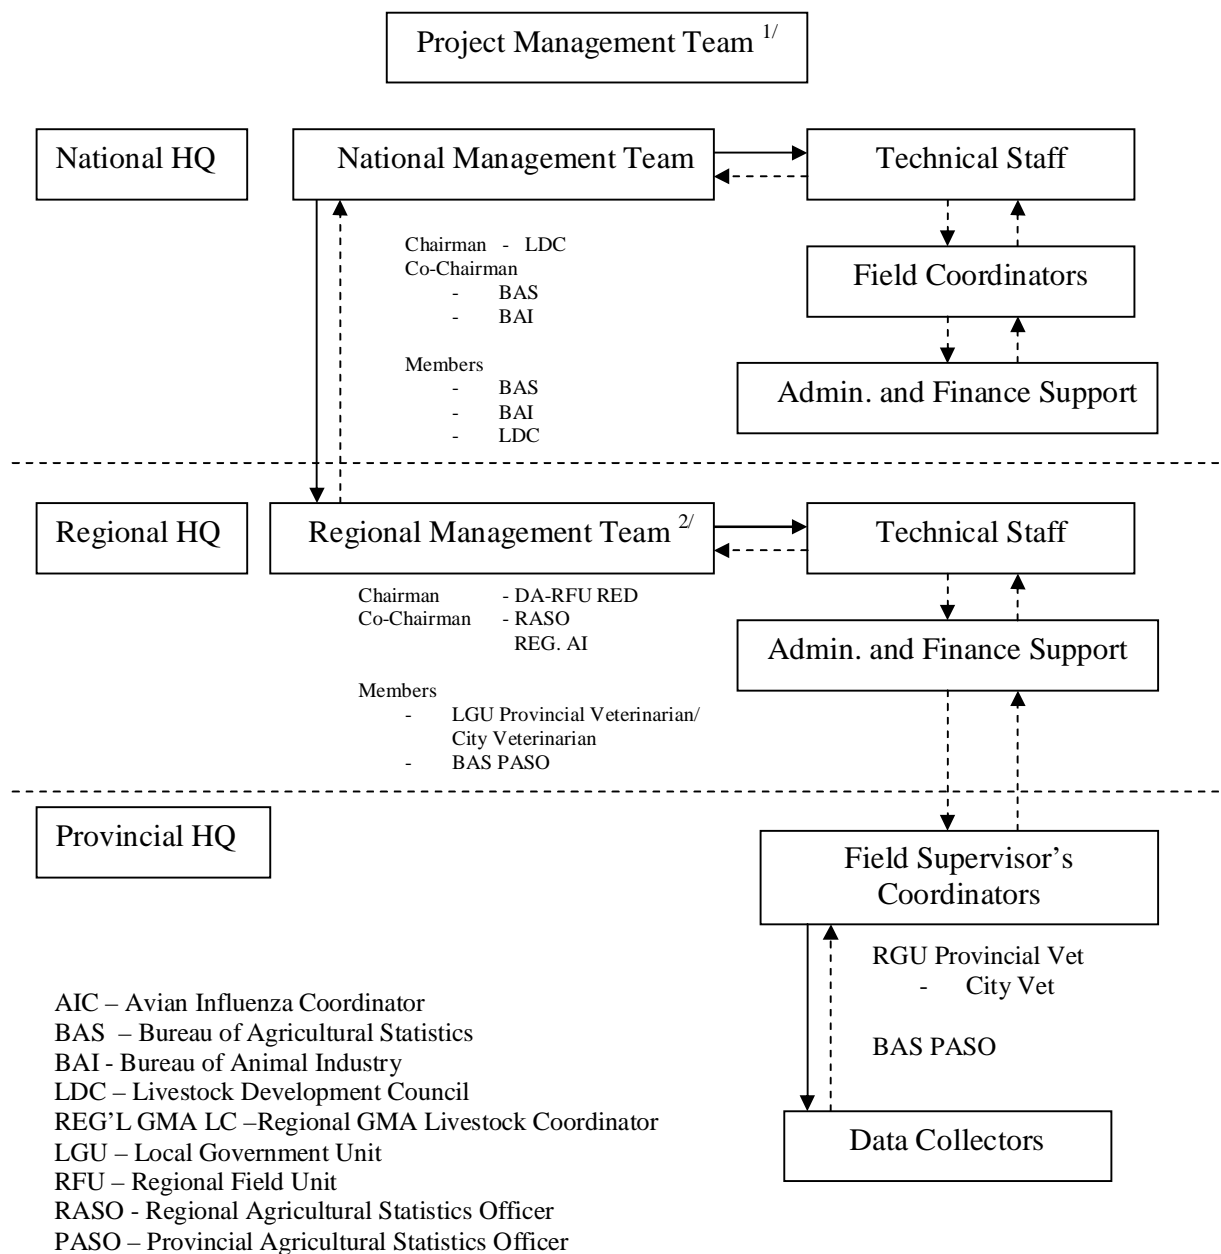 Project Management Team 1/
National HQ
National Management Team
Technical Staff
Chairman - LDC
Co-Chairman
- BAS
- BAI
Members
- BAS
- BAI
- LDC
Field Coordinators
Admin. and Finance Support
Regional HQ
Regional Management Team 2/
Technical Staff
Chairman - DA-RFU RED
Co-Chairman - RASO
REG. AI
Members
- LGU Provincial Veterinarian/
City Veterinarian
- BAS PASO
Admin. and Finance Support
Provincial HQ
Field Supervisor’s
Coordinators
RGU Provincial Vet
- City Vet
BAS PASO
Data Collectors
AIC – Avian Influenza Coordinator
BAS – Bureau of Agricultural Statistics
BAI - Bureau of Animal Industry
LDC – Livestock Development Council
REG’L GMA LC –Regional GMA Livestock Coordinator
LGU – Local Government Unit
RFU – Regional Field Unit
RASO - Regional Agricultural Statistics Officer
PASO – Provincial Agricultural Statistics Officer